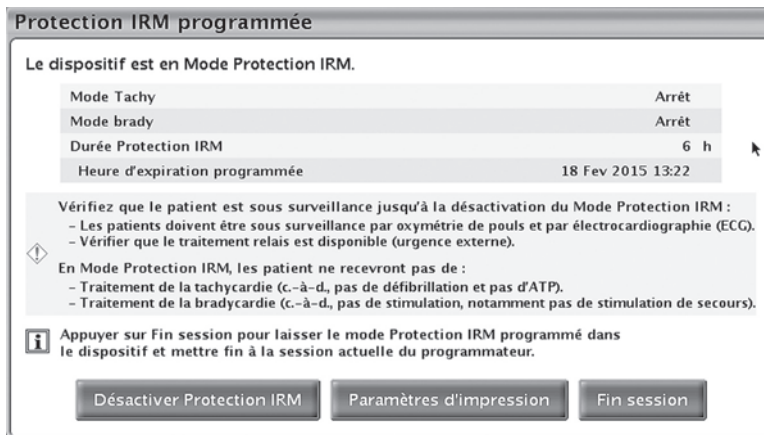 Protection IRM programmée
Le dispositif est en Mode Protection IRM.
Mode Tachy Arrêt
Mode brady Arrêt
Durée Protection IRM 6 h
Heure d'expiration programmée 18 Fev 2015 13:22
Vérifiez que le patient est sous surveillance jusqu'à la désactivation du Mode Protection IRM :
– Les patients doivent être sous surveillance par oxymétrie de pouls et par électrocardiographie (ECG).
– Vérifier que le traitement relais est disponible (urgence externe).
En Mode Protection IRM, les patient ne recevront pas de :
– Traitement de la tachycardie (c.–à–d., pas de défibrillation et pas d'ATP).
– Traitement de la bradycardie (c.–à–d., pas de stimulation, notamment pas de stimulation de secours).
Appuyer sur Fin session pour laisser le mode Protection IRM programmé dans
le dispositif et mettre fin à la session actuelle du programmateur.
Désactiver Protection IRM Paramètres d'impression Fin session